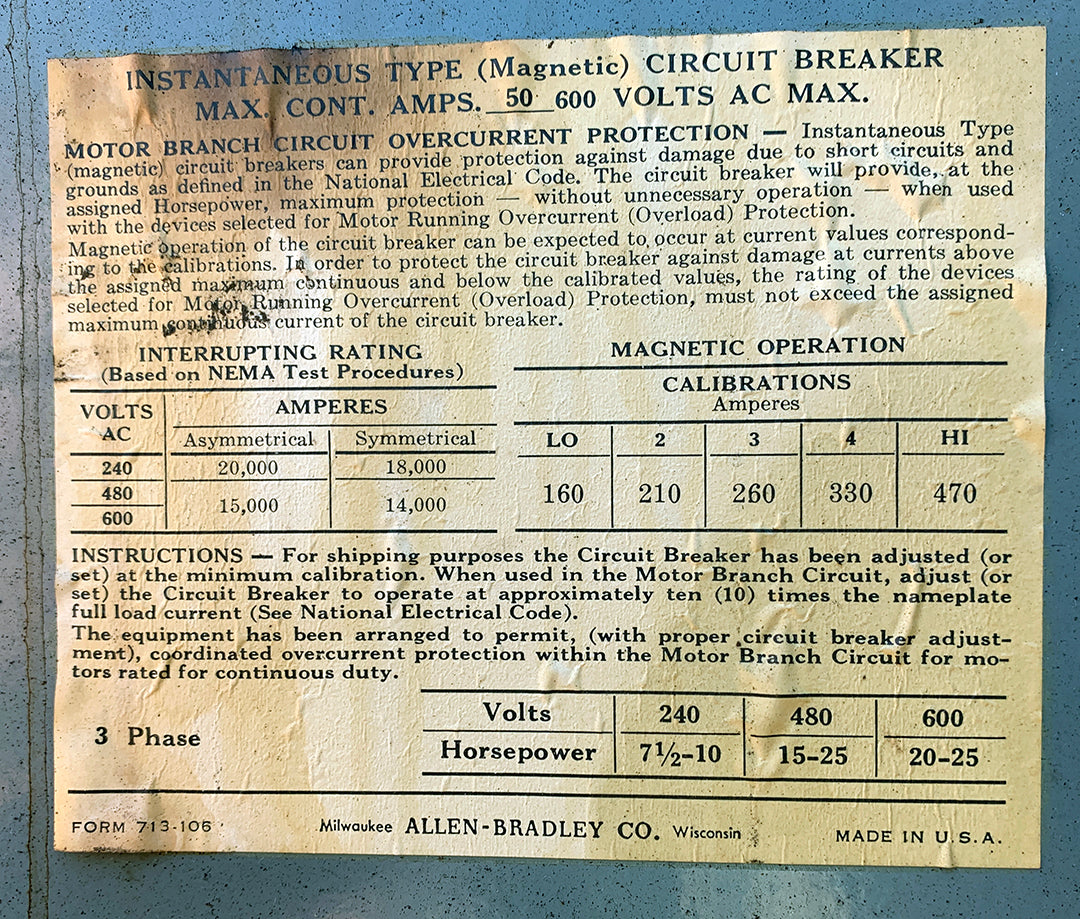 INSTANTANEOUS TYPE (Magnetic) CIRCUIT BREAKER
MAX. CONT. AMPS. 50 600 VOLTS AC MAX.
MOTOR BRANCH CIRCUIT OVERCURRENT PROTECTION — Instantaneous Type
(magnetic) circuit breakers can provide protection against damage due to short circuits and
grounds as defined in the National Electrical Code. The circuit breaker will provide, at the
assigned Horsepower, maximum protection — without unnecessary operation — when used
with the devices selected for Motor Running Overcurrent (Overload) Protection.
Magnetic operation of the circuit breaker can be expected to occur at current values correspond-
ing to the calibrations. In order to protect the circuit breaker against damage at currents above
the assigned maximum continuous and below the calibrated values, the rating of the devices
selected for Motor Running Overcurrent (Overload) Protection, must not exceed the assigned
maximum continuous current of the circuit breaker.
INTERRUPTING RATING
(Based on NEMA Test Procedures)
VOLTS AC AMPERES
Asymmetrical Symmetrical
240 20,000 18,000
480
15,000 14,000
600
MAGNETIC OPERATION
CALIBRATIONS
Amperes
LO 2 3 4 HI
160 210 260 330 470
INSTRUCTIONS — For shipping purposes the Circuit Breaker has been adjusted (or
set) at the minimum calibration. When used in the Motor Branch Circuit, adjust (or
set) the Circuit Breaker to operate at approximately ten (10) times the nameplate
full load current (See National Electrical Code).
The equipment has been arranged to permit, (with proper circuit breaker adjust-
ment), coordinated overcurrent protection within the Motor Branch Circuit for mo-
tors rated for continuous duty.
3 Phase
Volts 240 480 600
Horsepower 7½-10 15-25 20-25
FORM 713-106 Milwaukee ALLEN-BRADLEY CO. Wisconsin MADE IN U.S.A.